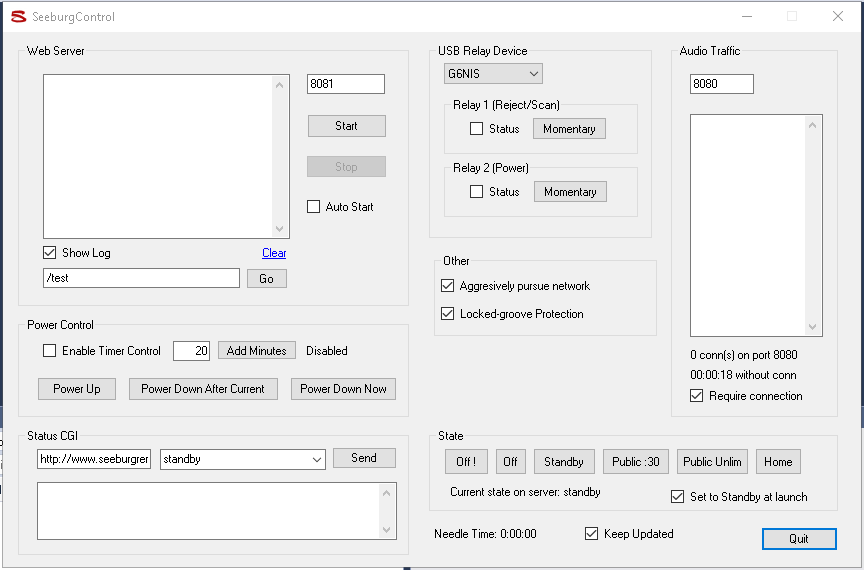 SeeburgControl
Web Server
8081
Start
Stop
Auto Start
Show Log
Clear
/test
Go
Power Control
Enable Timer Control
20
Add Minutes
Disabled
Power Up
Power Down After Current
Power Down Now
Status CGI
http://www.seeburgrer
standby
Send
USB Relay Device
G6NIS
Relay 1 (Reject/Scan)
Status
Momentary
Relay 2 (Power)
Status
Momentary
Other
Aggresively pursue network
Locked-groove Protection
Audio Traffic
8080
0 conn(s) on port 8080
00:00:18 without conn
Require connection
State
Off !
Off
Standby
Public :30
Public Unlim
Home
Current state on server: standby
Set to Standby at launch
Needle Time: 0:00:00
Keep Updated
Quit